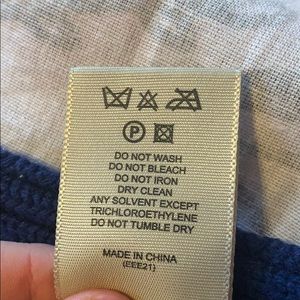 P
DO NOT WASH
DO NOT BLEACH
DO NOT IRON
DRY CLEAN
ANY SOLVENT EXCEPT
TRICHLOROETHYLENE
DO NOT TUMBLE DRY
MADE IN CHINA
(EEE21)